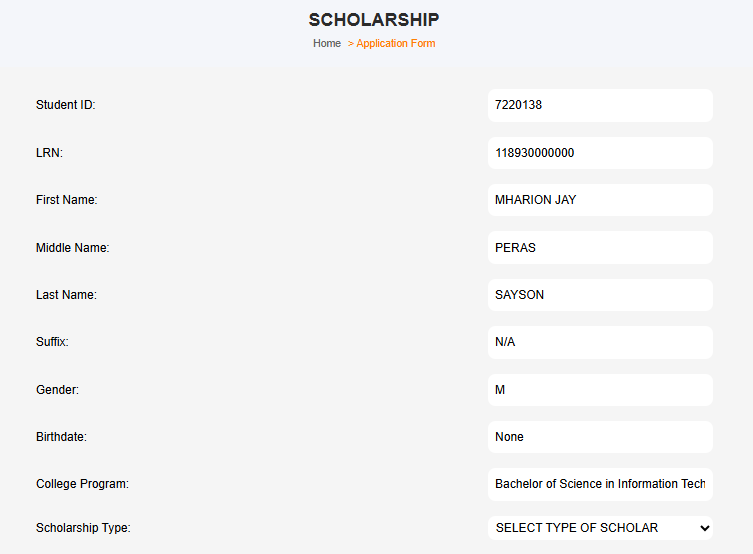 SCHOLARSHIP
Home > Application Form
Student ID: 7220138
LRN: 118930000000
First Name: MHARION JAY
Middle Name: PERAS
Last Name: SAYSON
Suffix: N/A
Gender: M
Birthdate: None
College Program: Bachelor of Science in Information Tech
Scholarship Type: SELECT TYPE OF SCHOLAR